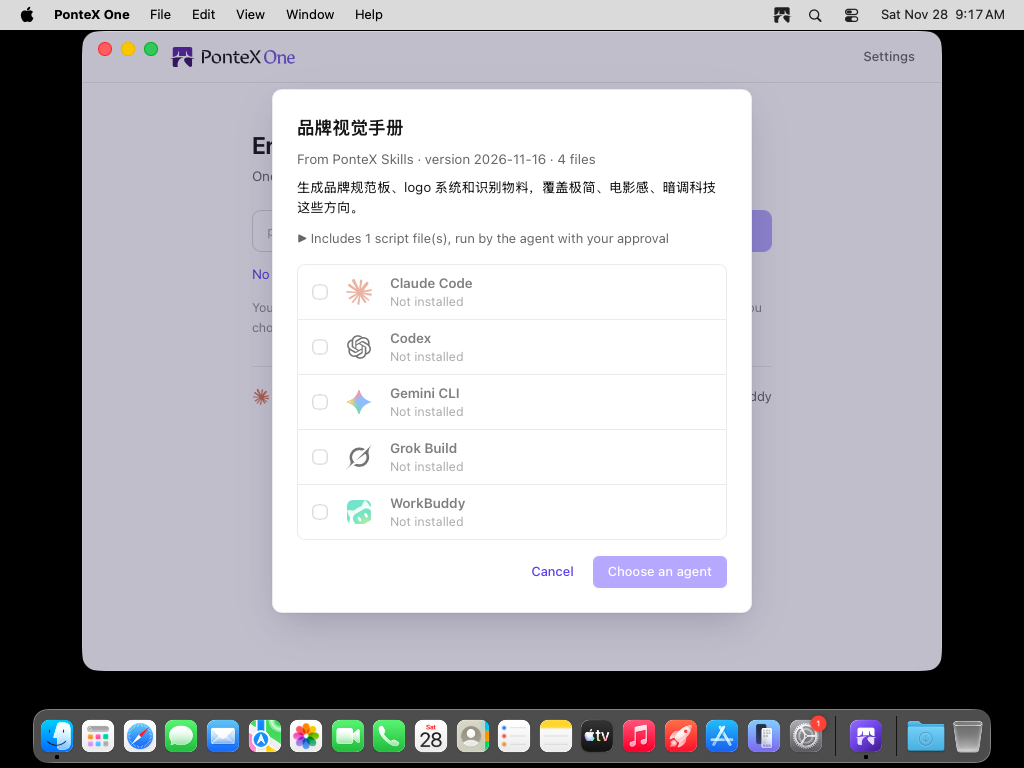 PonteX One File Edit View Window Help Sat Nov 28 9:17 AM
PonteX One Settings
品牌视觉手册
From PonteX Skills · version 2026-11-16 · 4 files
生成品牌规范板、logo 系统和识别物料，覆盖极简、电影感、暗调科技
这些方向。
Includes 1 script file(s), run by the agent with your approval
No
Claude Code
Not installed
Codex
Not installed
Gemini CLI
Not installed
Grok Build
Not installed
WorkBuddy
Not installed
Cancel Choose an agent
Sat
28
tv
1